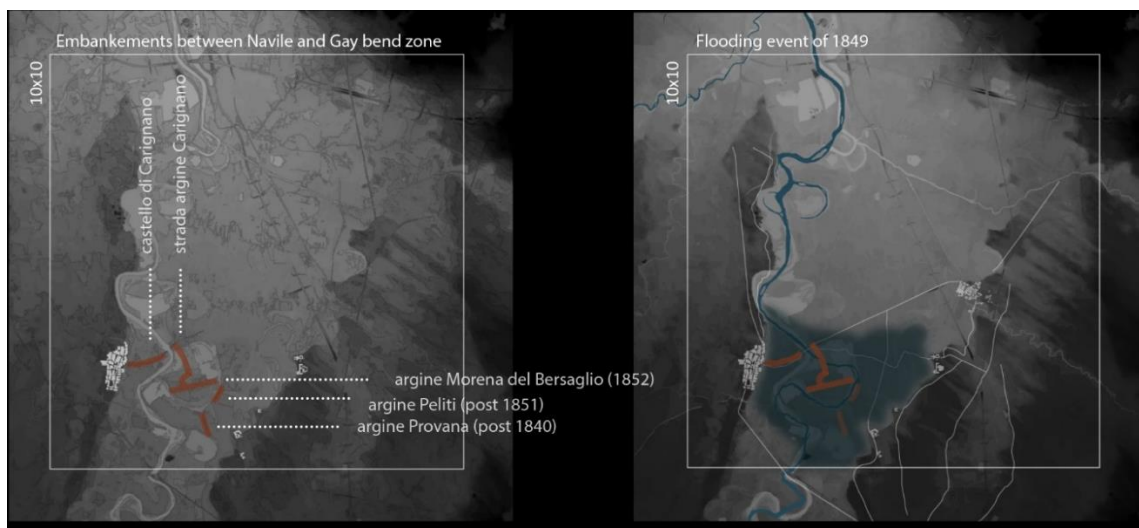 Embankements between Navile and Gay bend zone
10x10
castello di Carignano
strada argine Carignano
argine Morena del Bersaglio (1852)
argine Peliti (post 1851)
argine Provana (post 1840)
Flooding event of 1849
10x10